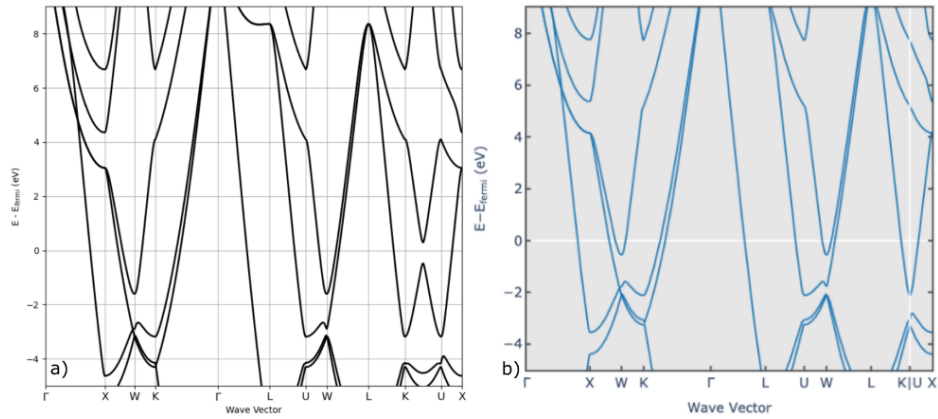 8
6
4
2
0
−2
−4
E - E_fermi (eV)
a)
Γ X W K Γ L U W L K U X
Wave Vector
8
6
4
2
0
−2
−4
E−E_fermi (eV)
b)
Γ X W K Γ L U W L K|U X
Wave Vector